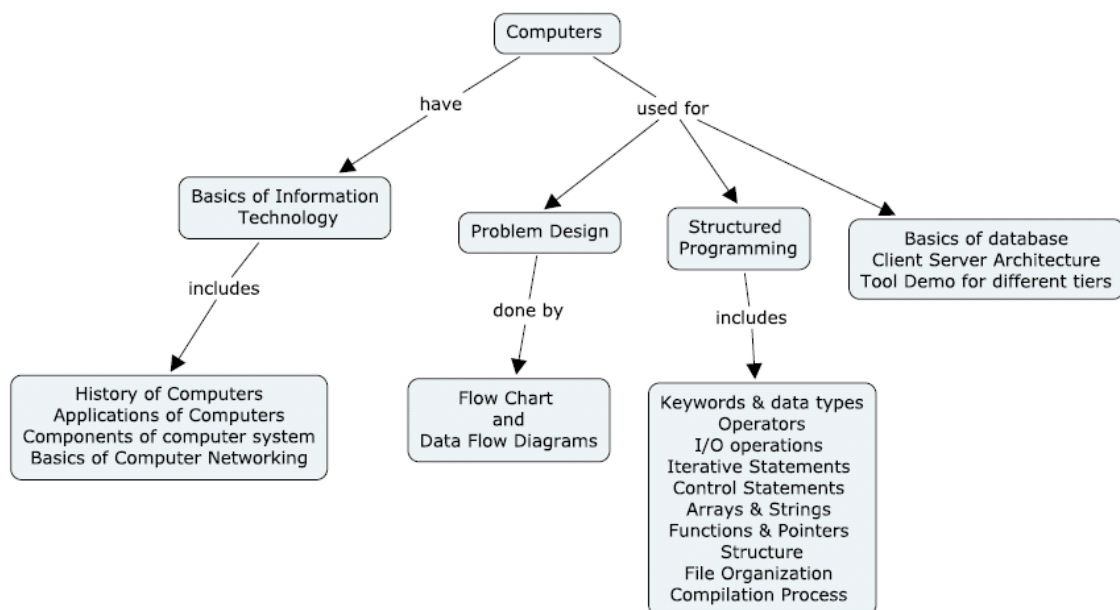 Computers
have
used for
Basics of Information
Technology
Problem Design
Structured
Programming
Basics of database
Client Server Architecture
Tool Demo for different tiers
includes
done by
includes
History of Computers
Applications of Computers
Components of computer system
Basics of Computer Networking
Flow Chart
and
Data Flow Diagrams
Keywords & data types
Operators
I/O operations
Iterative Statements
Control Statements
Arrays & Strings
Functions & Pointers
Structure
File Organization
Compilation Process